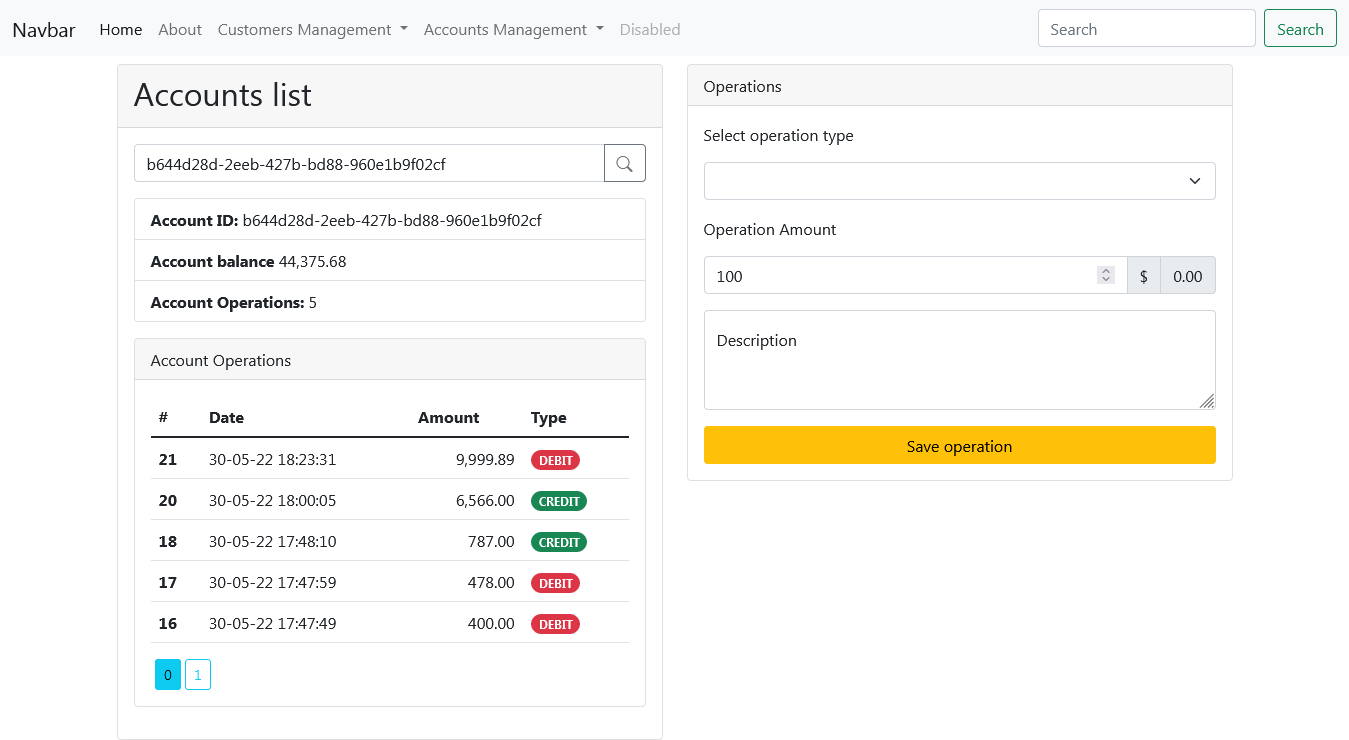 Navbar Home About Customers Management Accounts Management Disabled Search Search
Accounts list
b644d28d-2eeb-427b-bd88-960e1b9f02cf
Account ID: b644d28d-2eeb-427b-bd88-960e1b9f02cf
Account balance 44,375.68
Account Operations: 5
Account Operations
# Date Amount Type
21 30-05-22 18:23:31 9,999.89 DEBIT
20 30-05-22 18:00:05 6,566.00 CREDIT
18 30-05-22 17:48:10 787.00 CREDIT
17 30-05-22 17:47:59 478.00 DEBIT
16 30-05-22 17:47:49 400.00 DEBIT
0 1
Operations
Select operation type
Operation Amount
100 $ 0.00
Description
Save operation